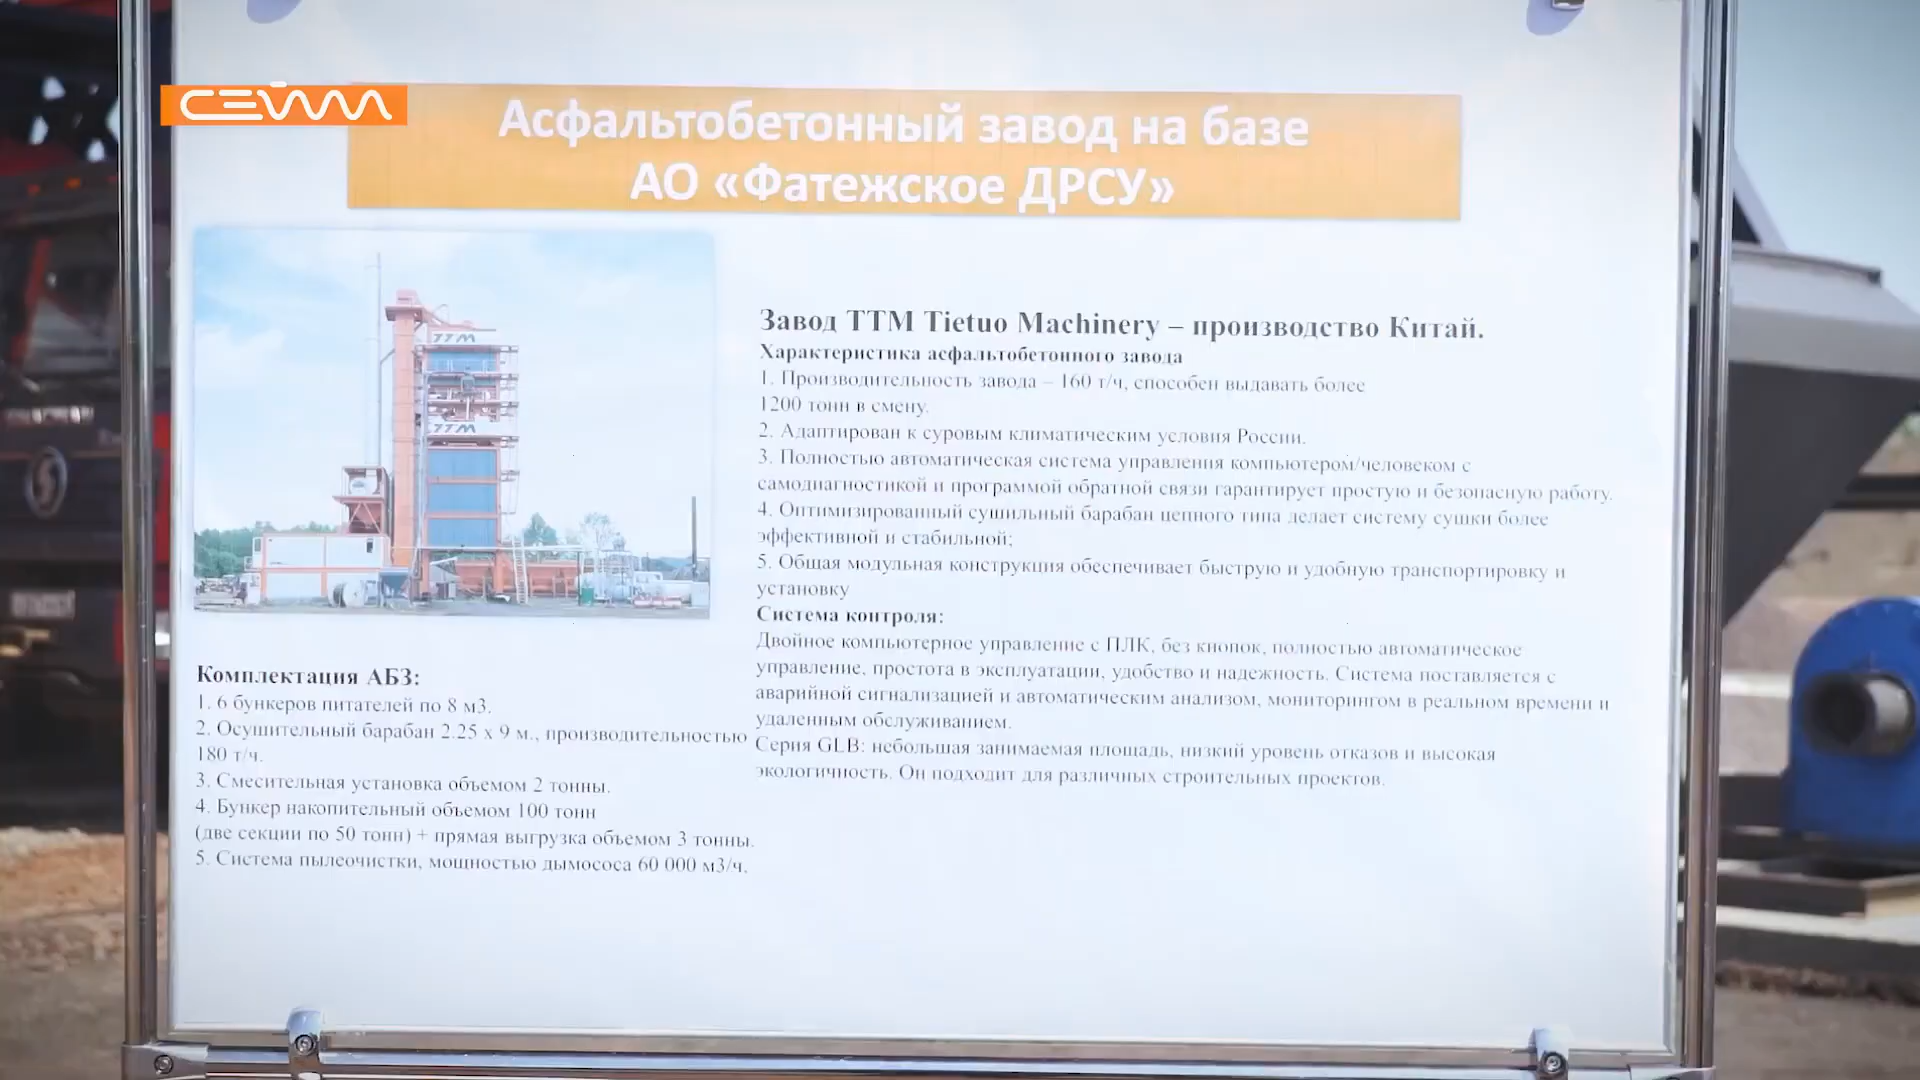 СЕЙМ
Асфальтобетонный завод на базе
АО «Фатежское ДРСУ»
ТТМ
ТТМ
Завод ТТМ Tietuo Machinery – производство Китай.
Характеристика асфальтобетонного завода
1. Производительность завода – 160 т/ч, способен выдавать более
1200 тонн в смену.
2. Адаптирован к суровым климатическим условия России.
3. Полностью автоматическая система управления компьютером/человеком с
самодиагностикой и программой обратной связи гарантирует простую и безопасную работу.
4. Оптимизированный сушильный барабан цепного типа делает систему сушки более
эффективной и стабильной;
5. Общая модульная конструкция обеспечивает быструю и удобную транспортировку и
установку
Система контроля:
Двойное компьютерное управление с ПЛК, без кнопок, полностью автоматическое
управление, простота в эксплуатации, удобство и надежность. Система поставляется с
аварийной сигнализацией и автоматическим анализом, мониторингом в реальном времени и
удаленным обслуживанием.
Серия GLB: небольшая занимаемая площадь, низкий уровень отказов и высокая
экологичность. Он подходит для различных строительных проектов.
Комплектация АБЗ:
1. 6 бункеров питателей по 8 м3.
2. Осушительный барабан 2.25 х 9 м., производительностью
180 т/ч.
3. Смесительная установка объемом 2 тонны.
4. Бункер накопительный объемом 100 тонн
(две секции по 50 тонн) + прямая выгрузка объемом 3 тонны.
5. Система пылеочистки, мощностью дымососа 60 000 м3/ч.